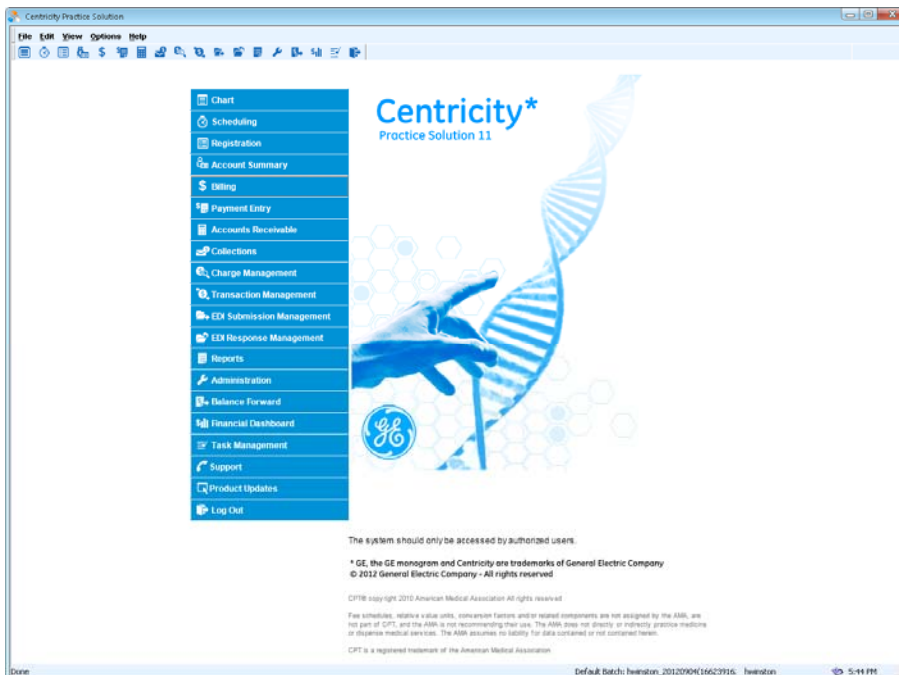 Centricity Practice Solution
File Edit View Options Help
Chart
Scheduling
Registration
Account Summary
Billing
Payment Entry
Accounts Receivable
Collections
Charge Management
Transaction Management
EDI Submission Management
EDI Response Management
Reports
Administration
Balance Forward
Financial Dashboard
Task Management
Support
Product Updates
Log Out
Centricity*
Practice Solution 11
GE
The system should only be accessed by authorized users.
* GE, the GE monogram and Centricity are trademarks of General Electric Company
© 2012 General Electric Company - All rights reserved
CPT® copyright 2010 American Medical Association All rights reserved
Fee schedules, relative value units, conversion factors and/or related components are not assigned by the AMA, are
not part of CPT, and the AMA is not recommending their use. The AMA does not directly or indirectly practice medicine
or dispense medical services. The AMA assumes no liability for data contained or not contained herein.
CPT is a registered trademark of the American Medical Association
Done Default Batch: hwinston_20120904(16623916. hwinston 5:44 PM